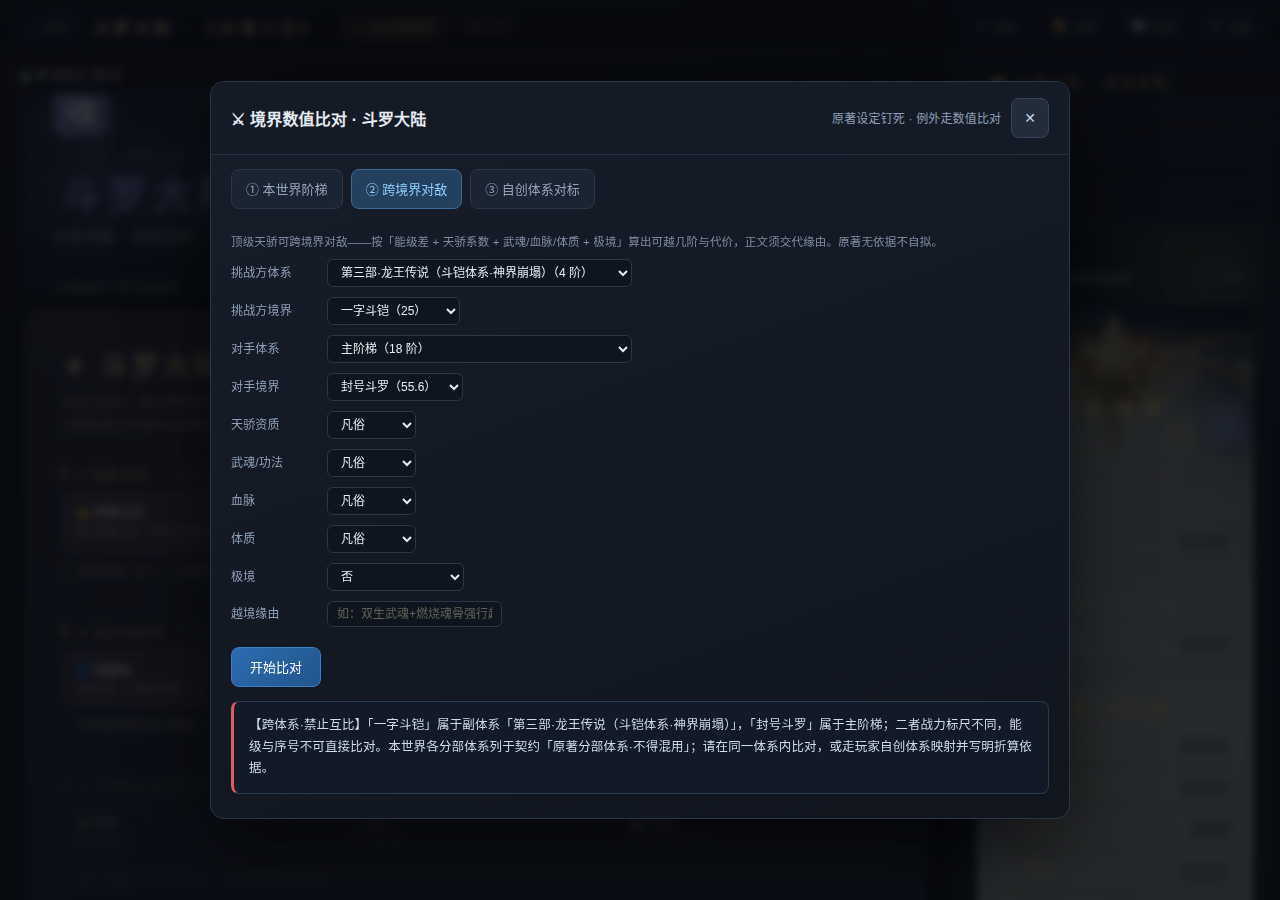 ⚔ 境界数值比对 · 斗罗大陆
原著设定钉死 · 例外走数值比对
✕
① 本世界阶梯
② 跨境界对敌
③ 自创体系对标
顶级天骄可跨境界对敌——按「能级差 + 天骄系数 + 武魂/血脉/体质 + 极境」算出可越几阶与代价，正文须交代缘由。原著无依据不自拟。
挑战方体系 第三部·龙王传说（斗铠体系·神界崩塌）（4 阶）
挑战方境界 一字斗铠（25）
对手体系 主阶梯（18 阶）
对手境界 封号斗罗（55.6）
天骄资质 凡俗
武魂/功法 凡俗
血脉 凡俗
体质 凡俗
极境 否
越境缘由 如：双生武魂+燃烧魂骨强行
开始比对
【跨体系·禁止互比】「一字斗铠」属于副体系「第三部·龙王传说（斗铠体系·神界崩塌）」，「封号斗罗」属于主阶梯；二者战力标尺不同，能
级与序号不可直接比对。本世界各分部体系列于契约「原著分部体系·不得混用」；请在同一体系内比对，或走玩家自创体系映射并写明折算依
据。